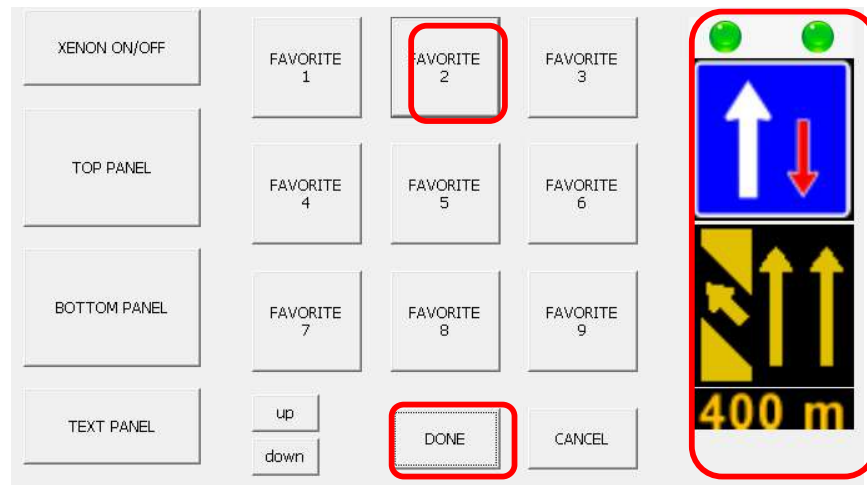 XENON ON/OFF
TOP PANEL
BOTTOM PANEL
TEXT PANEL
FAVORITE
1
FAVORITE
2
FAVORITE
3
FAVORITE
4
FAVORITE
5
FAVORITE
6
FAVORITE
7
FAVORITE
8
FAVORITE
9
up
down
DONE
CANCEL
400 m